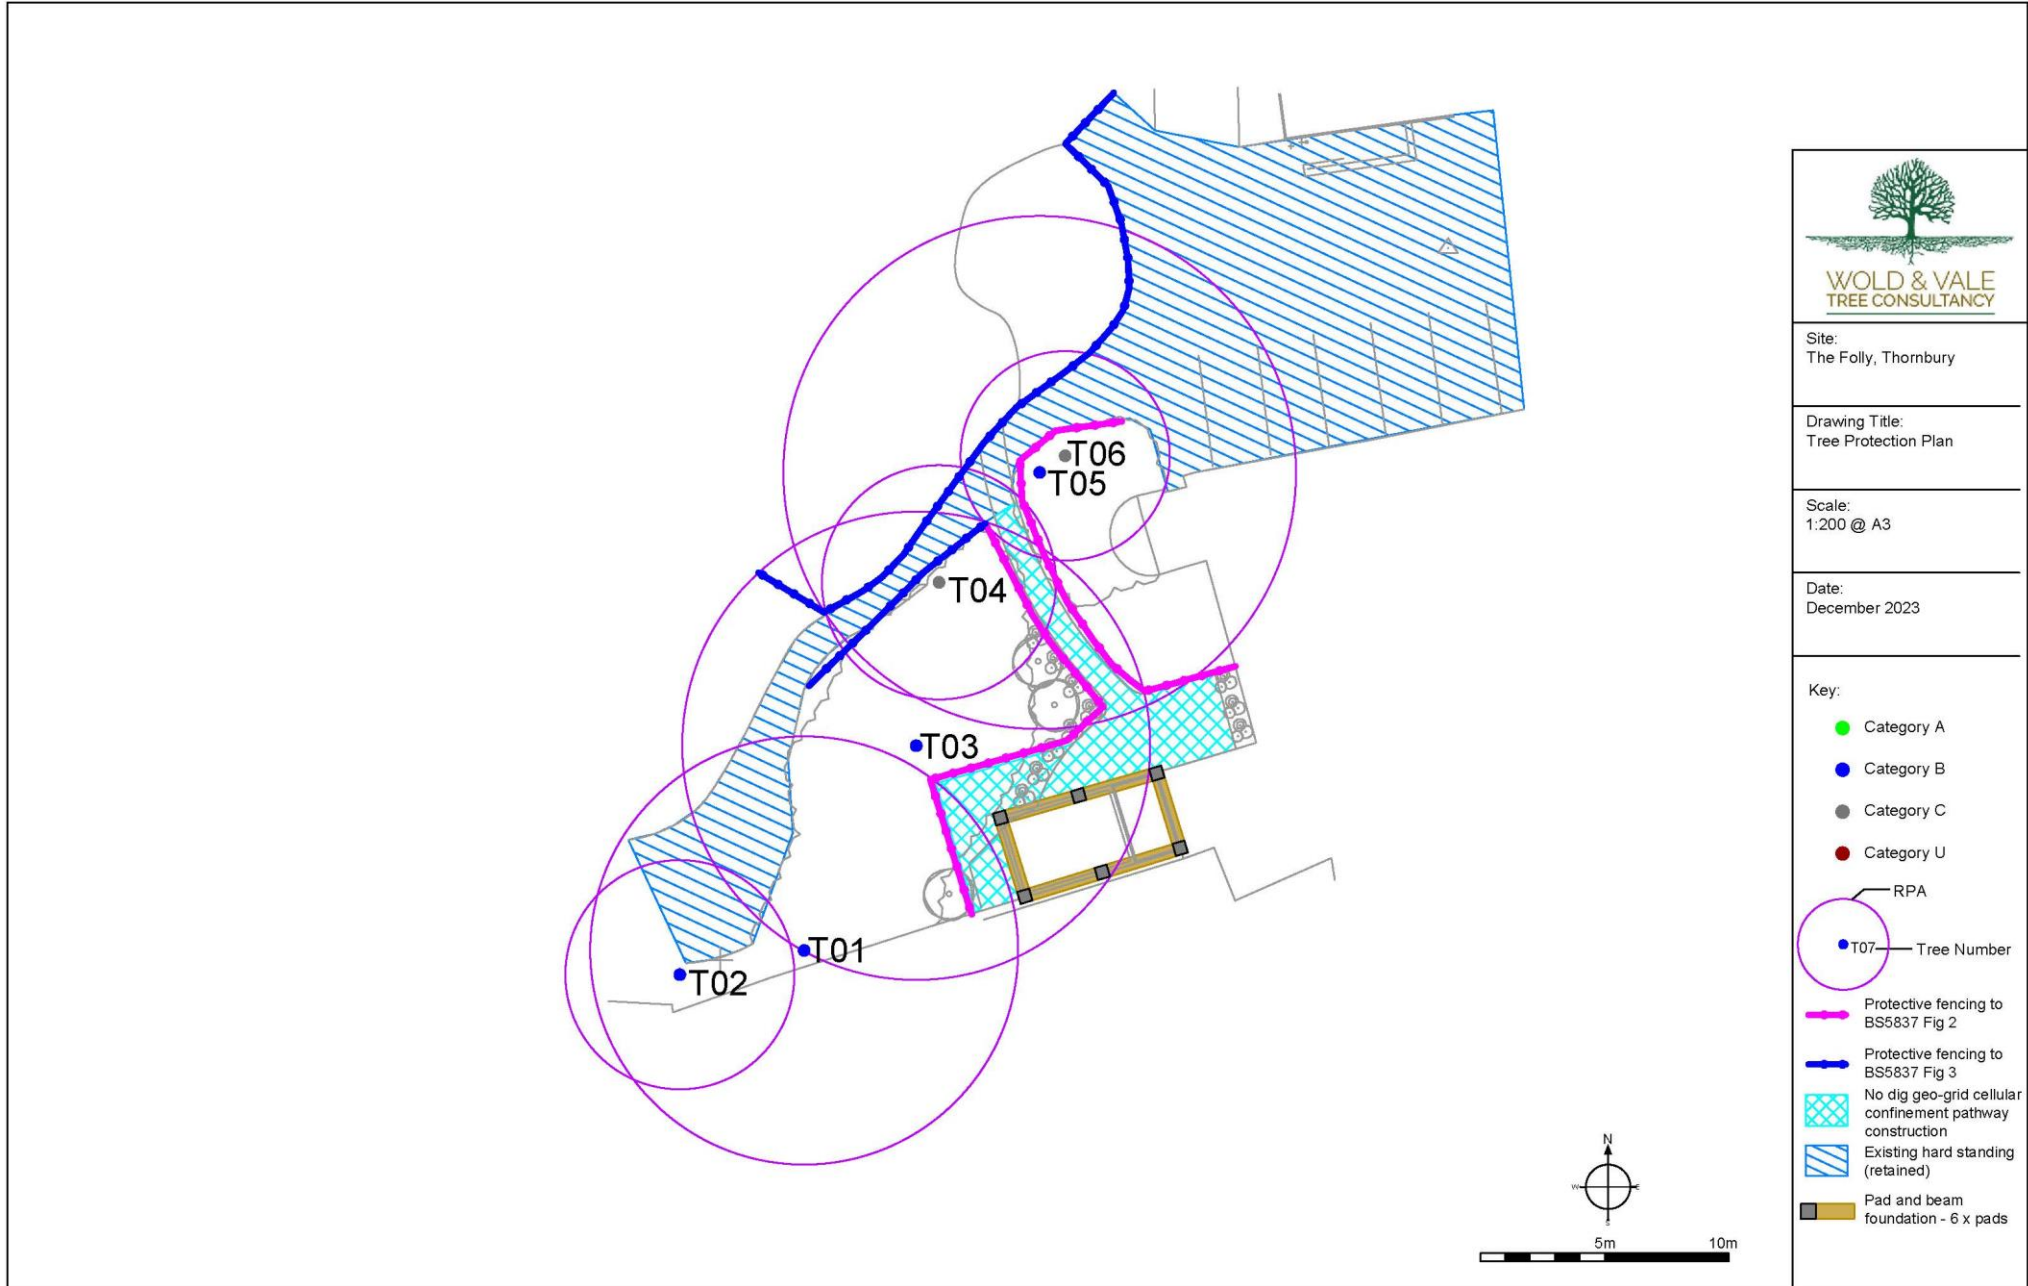 T06
T05
T04
T03
T01
T02
WOLD & VALE
TREE CONSULTANCY
Site:
The Folly, Thornbury
Drawing Title:
Tree Protection Plan
Scale:
1:200 @ A3
Date:
December 2023
Key:
Category A
Category B
Category C
Category U
RPA
T07
Tree Number
Protective fencing to
BS5837 Fig 2
Protective fencing to
BS5837 Fig 3
No dig geo-grid cellular
confinement pathway
construction
Existing hard standing
(retained)
Pad and beam
foundation - 6 x pads
N
W
E
S
5m
10m